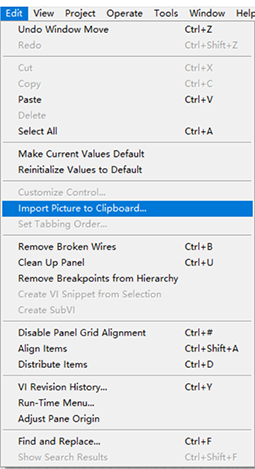 Edit View Project Operate Tools Window Help
Undo Window Move Ctrl+Z
Redo Ctrl+Shift+Z
Cut Ctrl+X
Copy Ctrl+C
Paste Ctrl+V
Delete
Select All Ctrl+A
Make Current Values Default
Reinitialize Values to Default
Customize Control...
Import Picture to Clipboard...
Set Tabbing Order...
Remove Broken Wires Ctrl+B
Clean Up Panel Ctrl+U
Remove Breakpoints from Hierarchy
Create VI Snippet from Selection
Create SubVI
Disable Panel Grid Alignment Ctrl+#
Align Items Ctrl+Shift+A
Distribute Items Ctrl+D
VI Revision History... Ctrl+Y
Run-Time Menu...
Adjust Pane Origin
Find and Replace... Ctrl+F
Show Search Results Ctrl+Shift+F